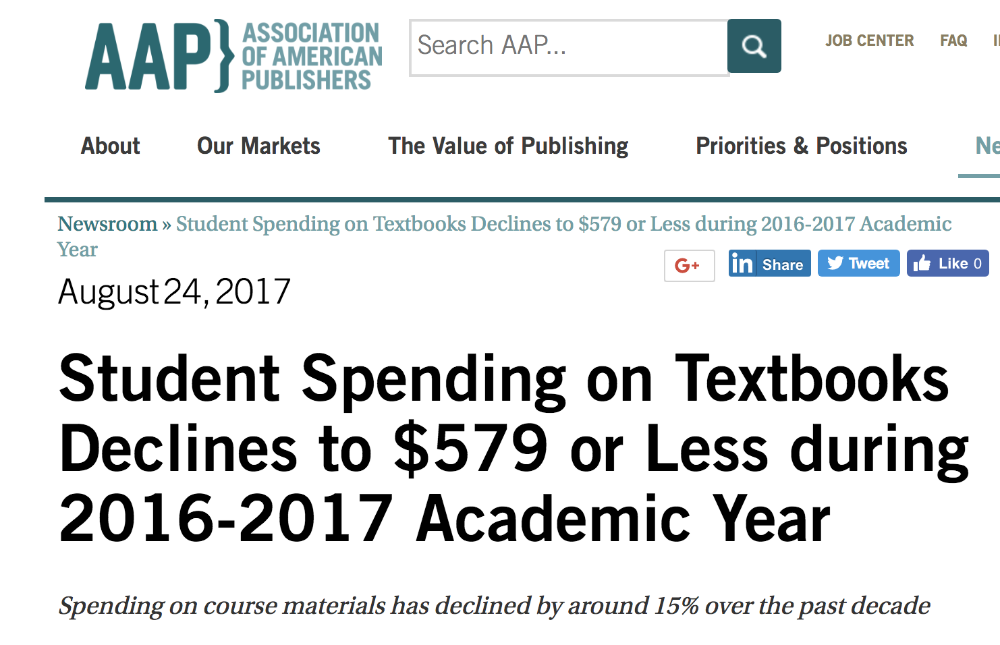 AAP} ASSOCIATION
OF AMERICAN
PUBLISHERS
Search AAP...
JOB CENTER FAQ
About Our Markets The Value of Publishing Priorities & Positions
Newsroom » Student Spending on Textbooks Declines to $579 or Less during 2016-2017 Academic
Year
G+ in Share Tweet Like 0
August 24, 2017
Student Spending on Textbooks
Declines to $579 or Less during
2016-2017 Academic Year
Spending on course materials has declined by around 15% over the past decade